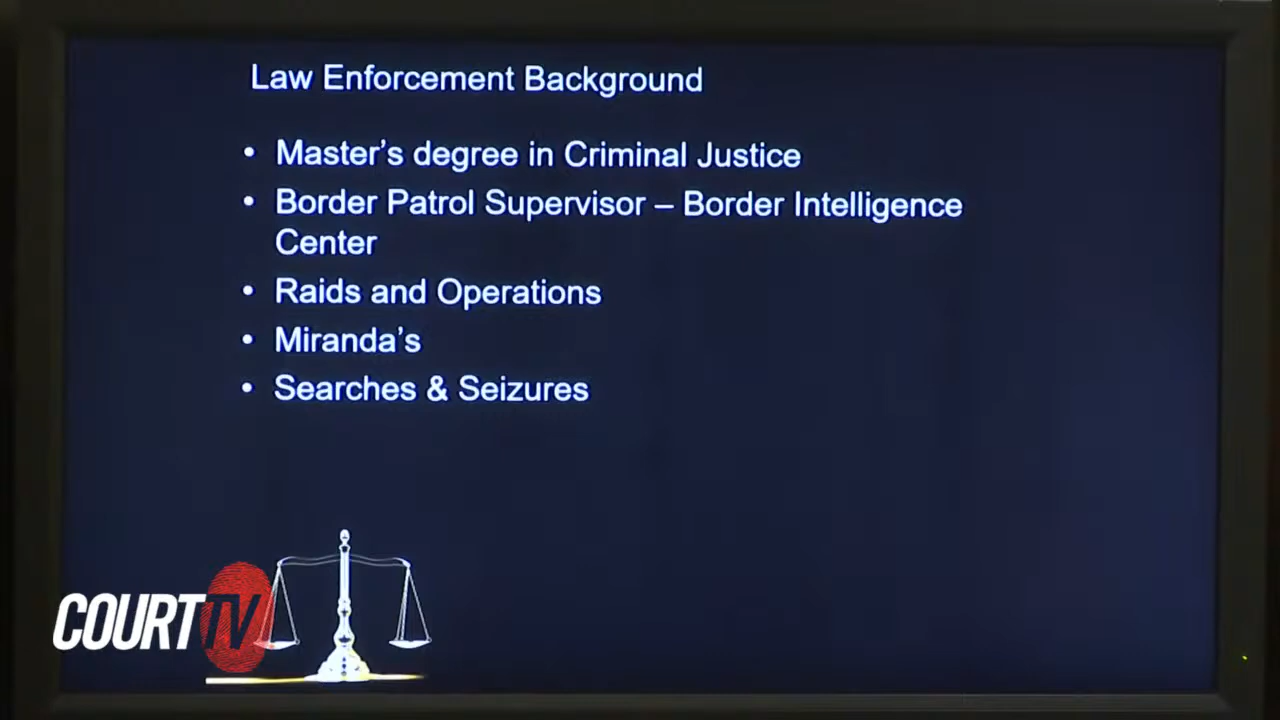 Law Enforcement Background
• Master's degree in Criminal Justice
• Border Patrol Supervisor – Border Intelligence
Center
• Raids and Operations
• Miranda's
• Searches & Seizures
COURT TV